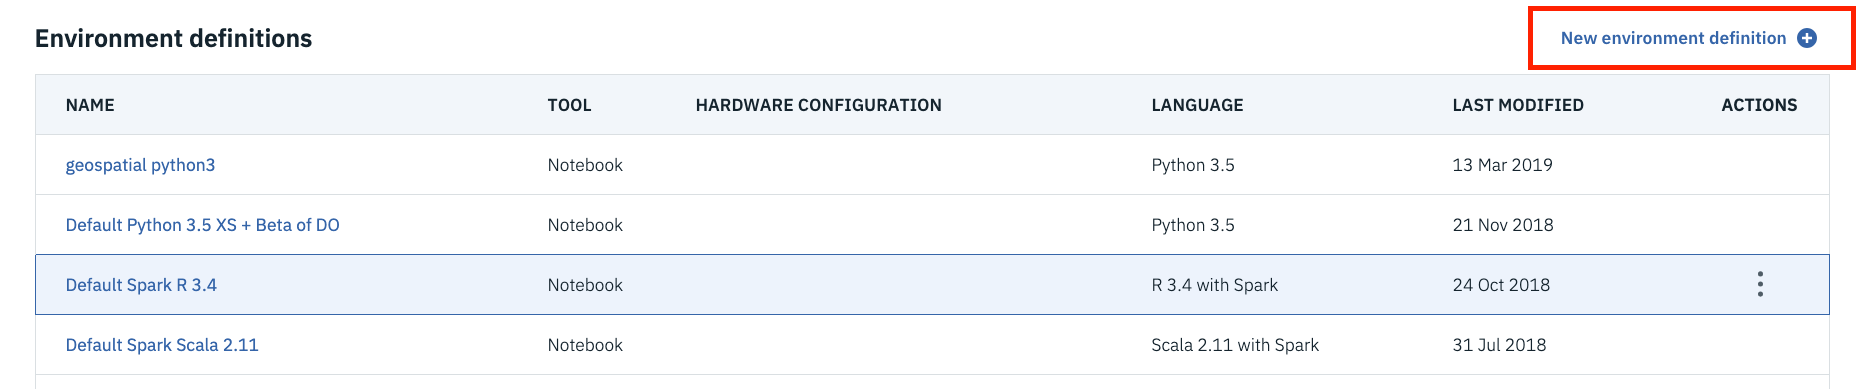 Environment definitions
New environment definition
NAME TOOL HARDWARE CONFIGURATION LANGUAGE LAST MODIFIED ACTIONS
geospatial python3 Notebook Python 3.5 13 Mar 2019
Default Python 3.5 XS + Beta of DO Notebook Python 3.5 21 Nov 2018
Default Spark R 3.4 Notebook R 3.4 with Spark 24 Oct 2018
Default Spark Scala 2.11 Notebook Scala 2.11 with Spark 31 Jul 2018